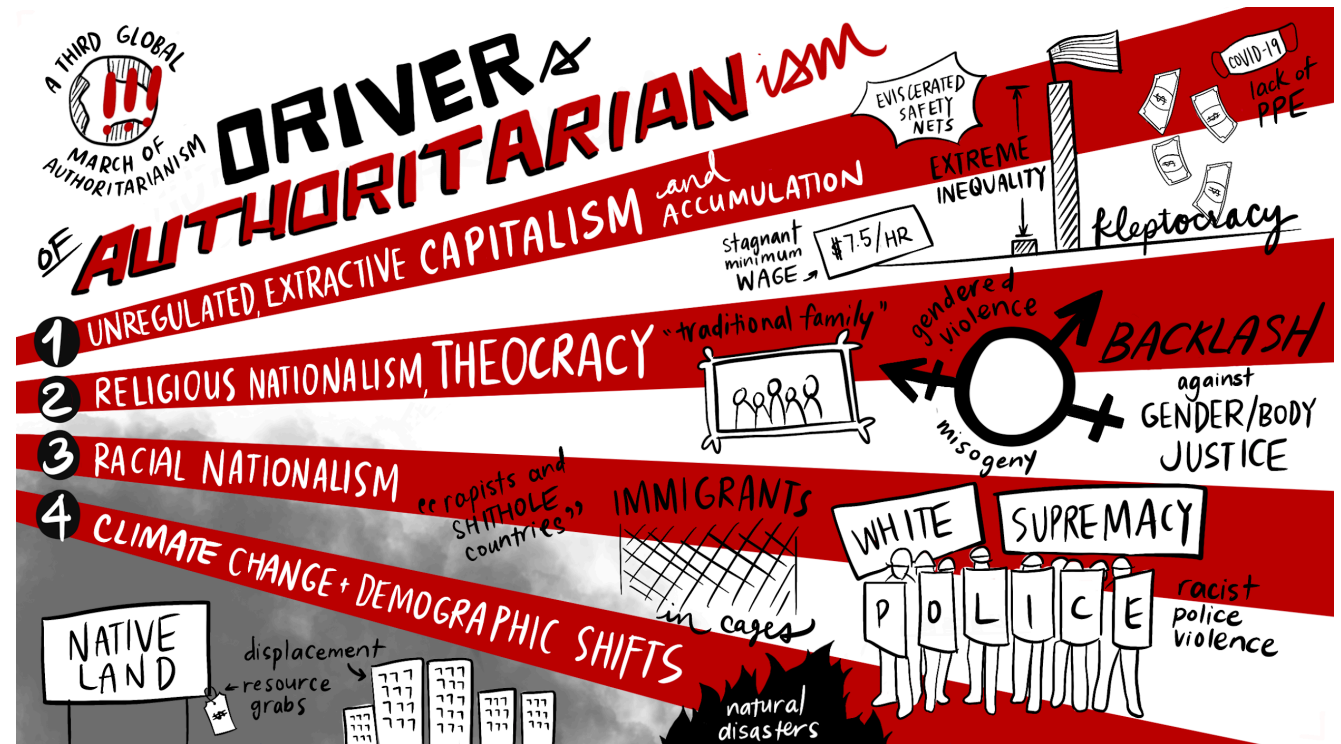 A THIRD GLOBAL
!!!
MARCH OF
AUTHORITARIANISM
DRIVERs
of AUTHORITARIANism
1 UNREGULATED, EXTRACTIVE CAPITALISM and
ACCUMULATION
EVISCERATED
SAFETY
NETS
EXTREME
INEQUALITY
stagnant
minimum
WAGE
$7.5/HR
kleptocracy
$$
$$
$$
$$
COVID-19
lack of
PPE
2 RELIGIOUS NATIONALISM, THEOCRACY
"traditional family"
gendered
violence
misogeny
BACKLASH
against
GENDER/BODY
JUSTICE
3 RACIAL NATIONALISM
"rapists and
SHITHOLE
countries"
IMMIGRANTs
in cages
WHITE
SUPREMACY
POLICE
racist
police
violence
4 CLIMATE CHANGE + DEMOGRAPHIC SHIFTS
NATIVE
LAND
$$
displacement
resource
grabs
natural
disasters